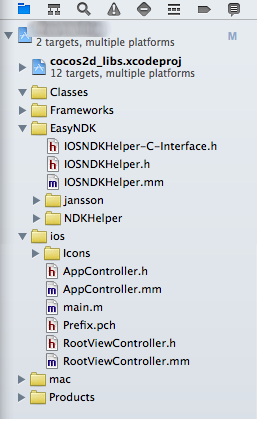 2 targets, multiple platforms
M
cocos2d_libs.xcodeproj
12 targets, multiple platforms
Classes
Frameworks
EasyNDK
IOSNDKHelper-C-Interface.h
IOSNDKHelper.h
IOSNDKHelper.mm
jansson
NDKHelper
ios
Icons
AppController.h
AppController.mm
main.m
Prefix.pch
RootViewController.h
RootViewController.mm
mac
Products